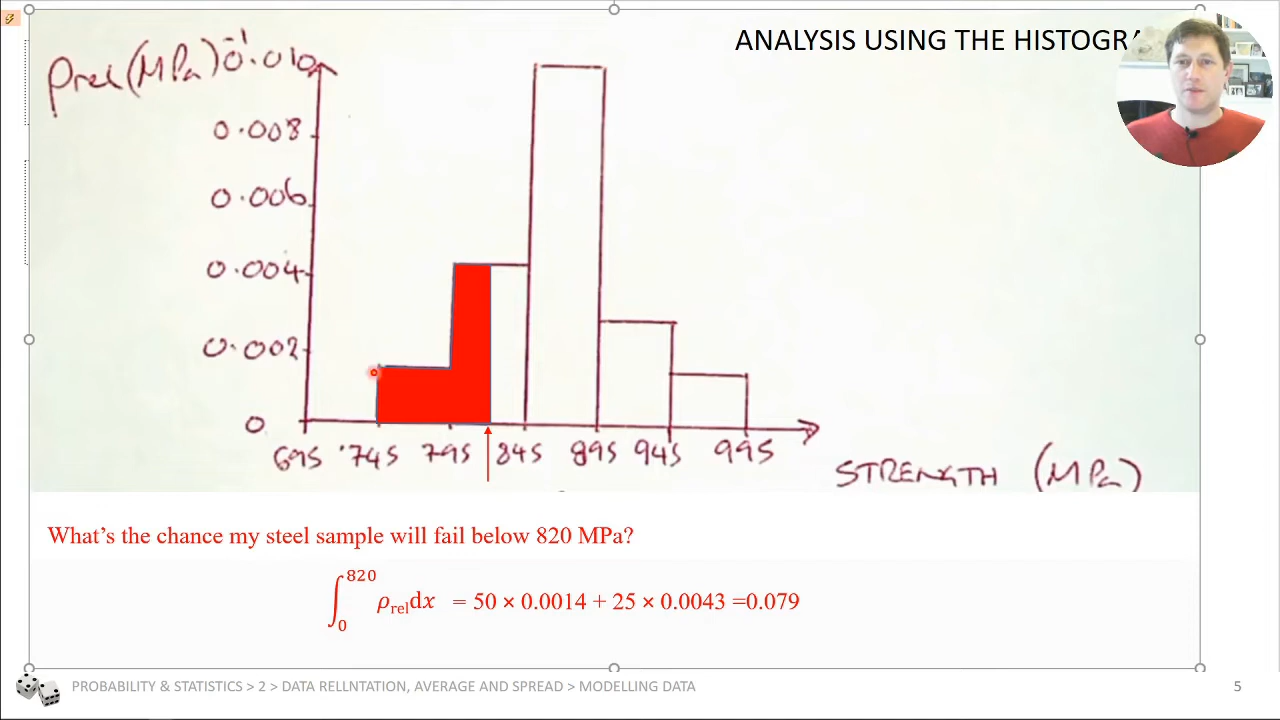 ANALYSIS USING THE HISTOGRA
ρrel (MPa)⁻¹
0.010
0.008
0.006
0.004
0.002
0
695 745 795 845 895 945 995
STRENGTH (MPa)
What's the chance my steel sample will fail below 820 MPa?
∫₀⁸²⁰ ρrel dx = 50 × 0.0014 + 25 × 0.0043 =0.079
PROBABILITY & STATISTICS > 2 > DATA RELLNTATION, AVERAGE AND SPREAD > MODELLING DATA
5